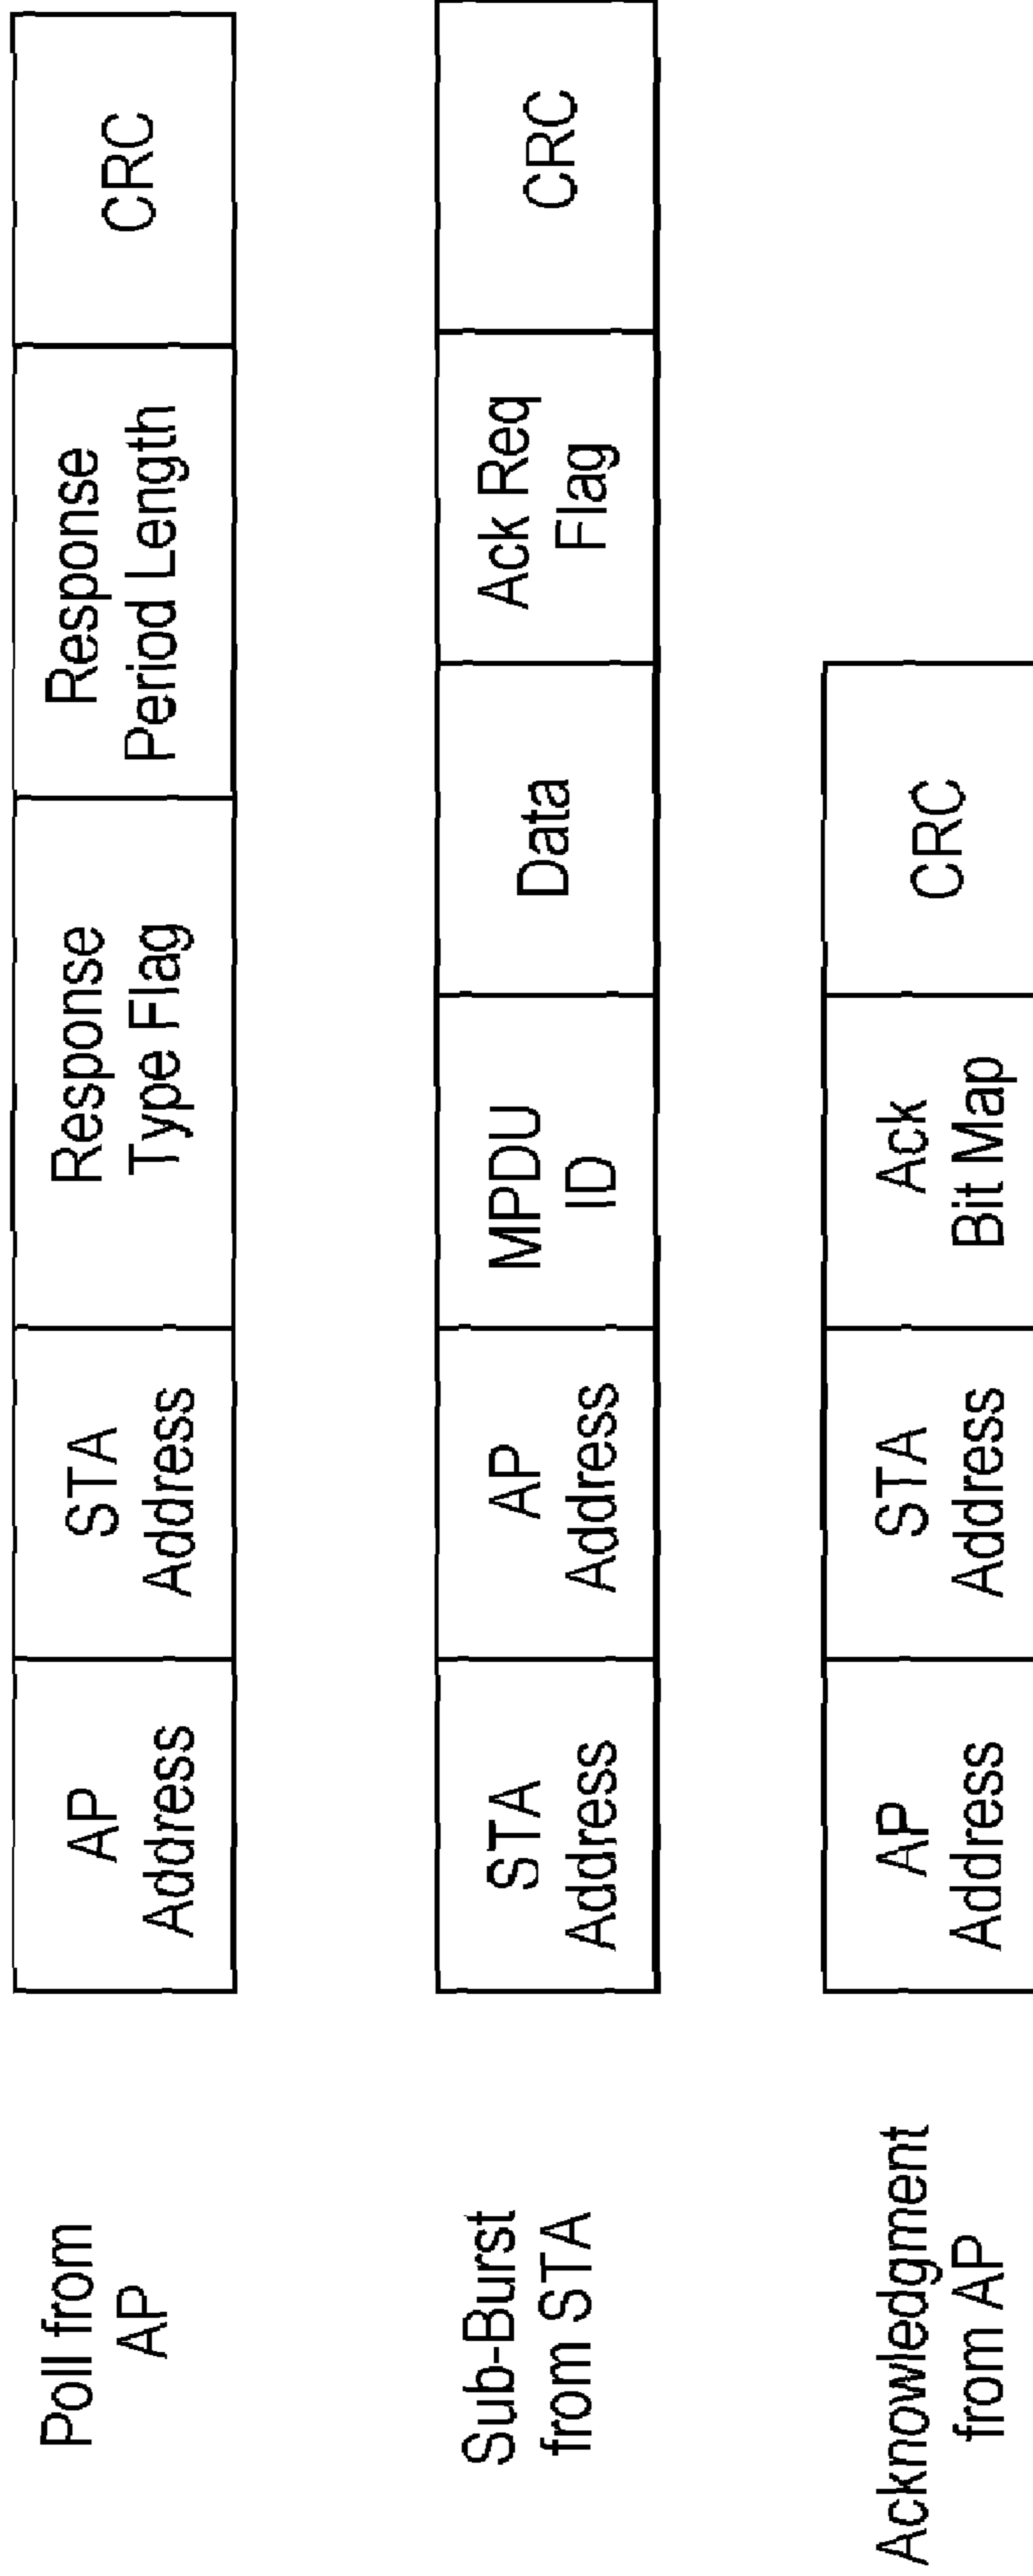 Poll from
AP
AP
Address
STA
Address
Response
Type Flag
Response
Period Length
CRC
Sub-Burst
from STA
STA
Address
AP
Address
MPDU
ID
Data
Ack Req
Flag
CRC
Acknowledgment
from AP
AP
Address
STA
Address
Ack
Bit Map
CRC